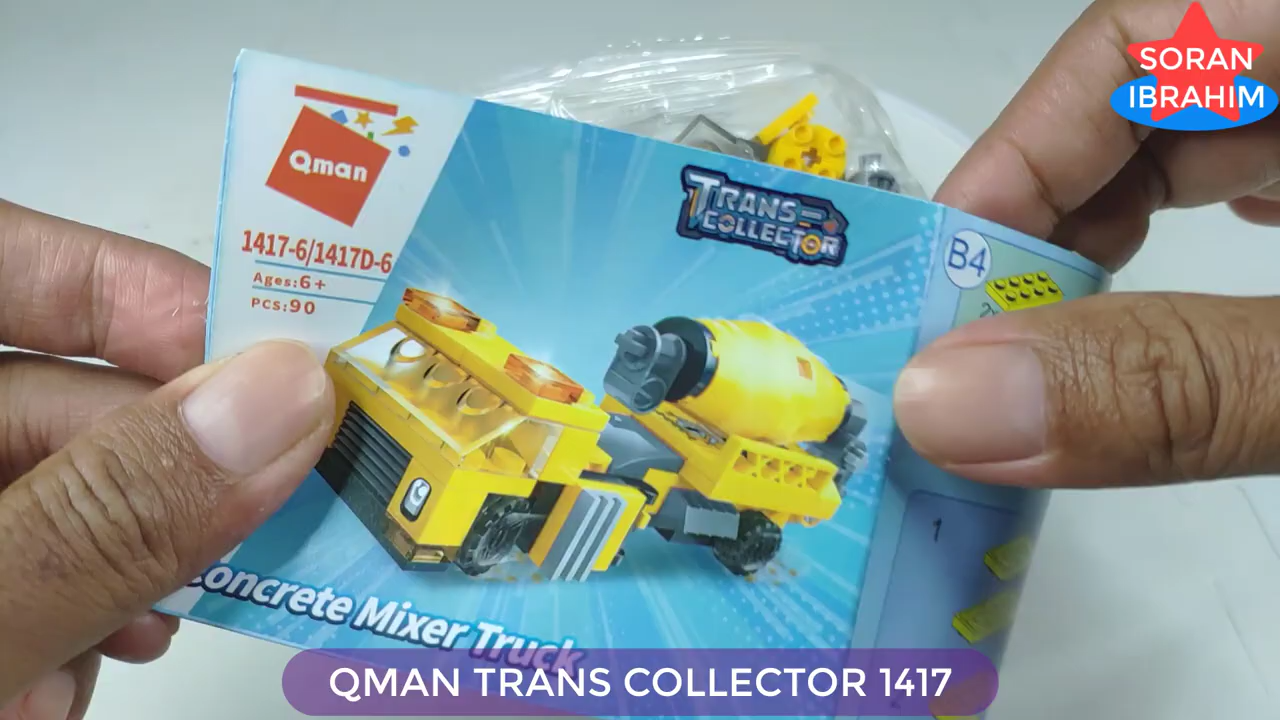 SORAN
IBRAHIM
Qman
TRANS
COLLECTOR
1417-6/1417D-6
Ages:6+
PCS:90
B4
1
Concrete Mixer Truck
QMAN TRANS COLLECTOR 1417